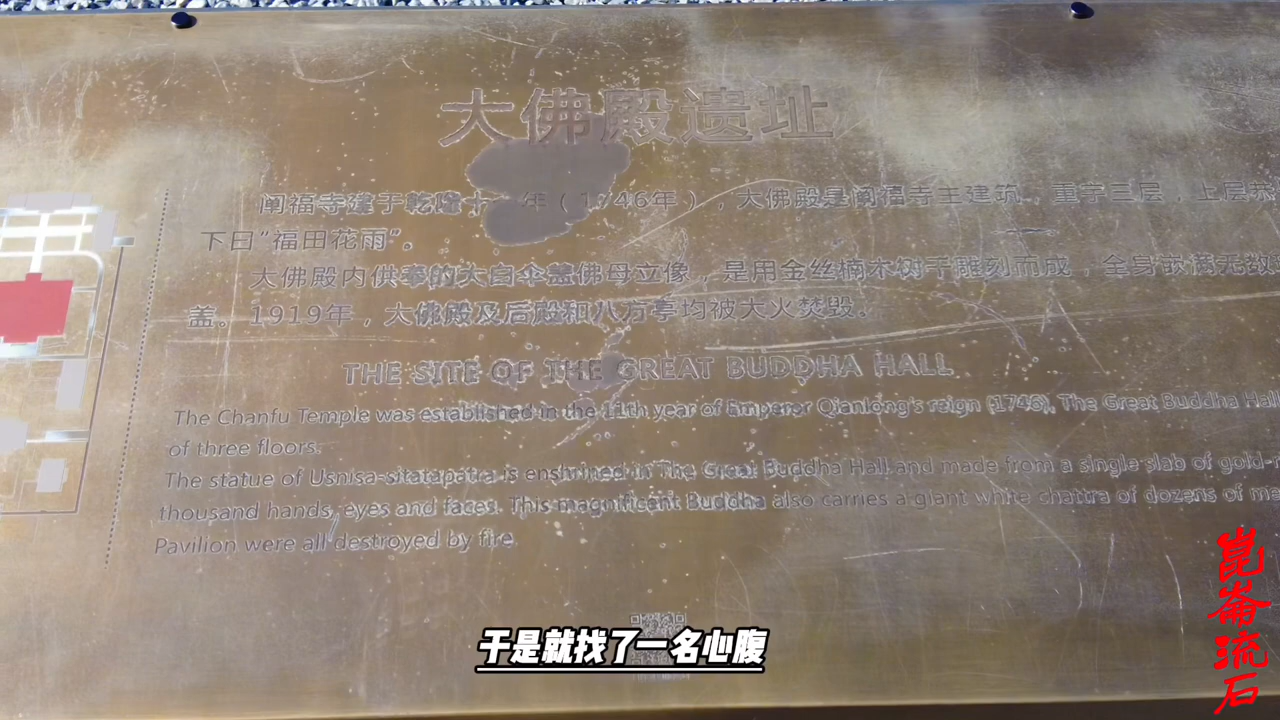 大佛殿遗址
阐福寺建于乾隆十 年（1746年），大佛殿是阐福寺主建筑，重宇三层，上层恭
下曰“福田花雨”。
大佛殿内供奉的大白伞盖佛母立像，是用金丝楠木树干雕刻而成，全身嵌满无数
盖。1919年，大佛殿及后殿和八方亭均被大火焚毁。
THE SITE OF THE GREAT BUDDHA HALL
The Chanfu Temple was established in the 11th year of Emperor Qianlong's reign (1746). The Great Buddha Hall
of three floors.
The statue of Usnisa-sitatapatra is enshrined in The Great Buddha Hall and made from a single slab of gold-
thousand hands, eyes and faces. This magnificent Buddha also carries a giant white chattra of dozens of me
Pavilion were all destroyed by fire.
于是就找了一名心腹
崑崙流石